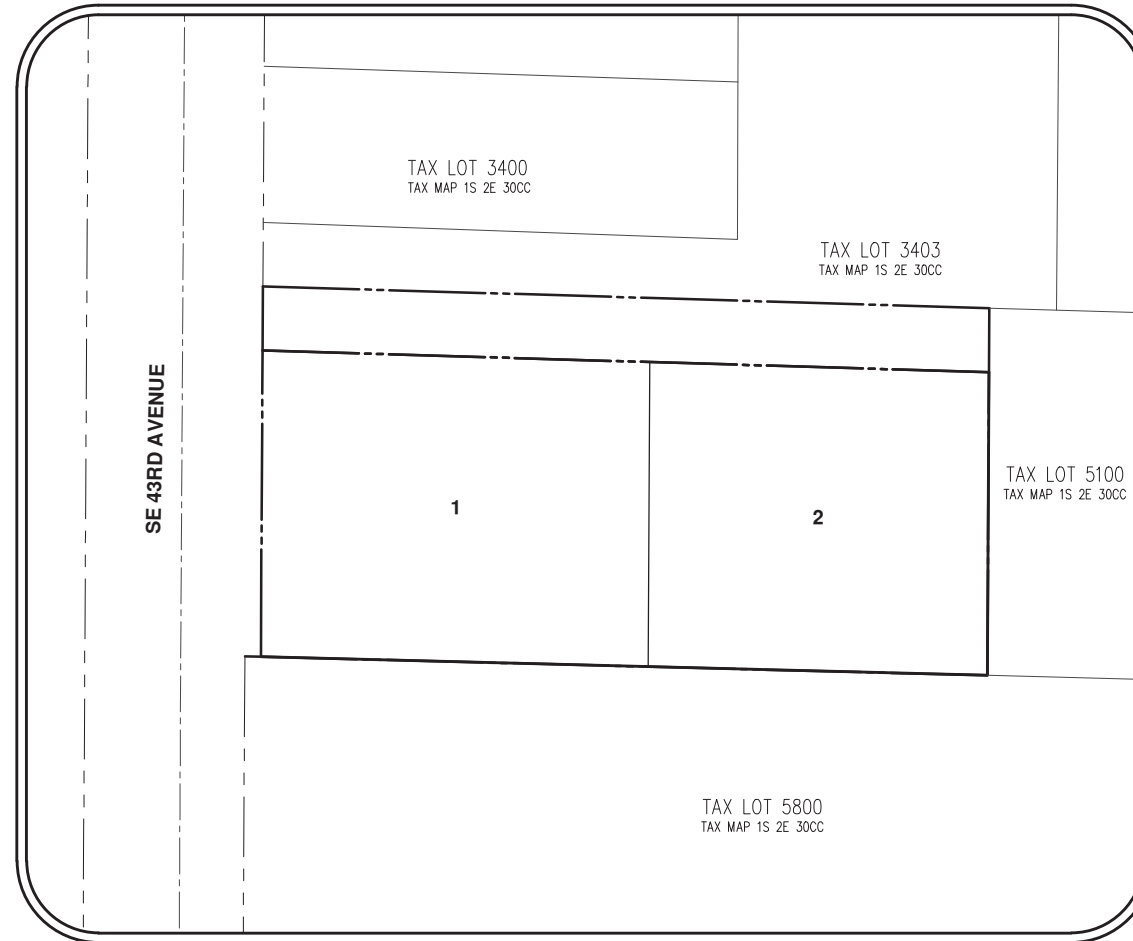 TAX LOT 3400
TAX MAP 1S 2E 30CC
TAX LOT 3403
TAX MAP 1S 2E 30CC
SE 43RD AVENUE
1
2
TAX LOT 5100
TAX MAP 1S 2E 30CC
TAX LOT 5800
TAX MAP 1S 2E 30CC